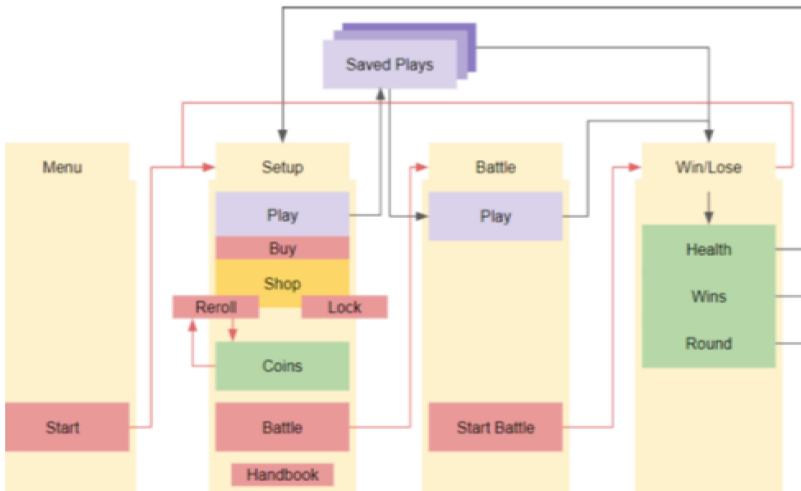 Saved Plays
Menu
Setup
Battle
Win/Lose
Play
Play
Buy
Shop
Health
Reroll
Lock
Wins
Coins
Round
Start
Battle
Start Battle
Handbook